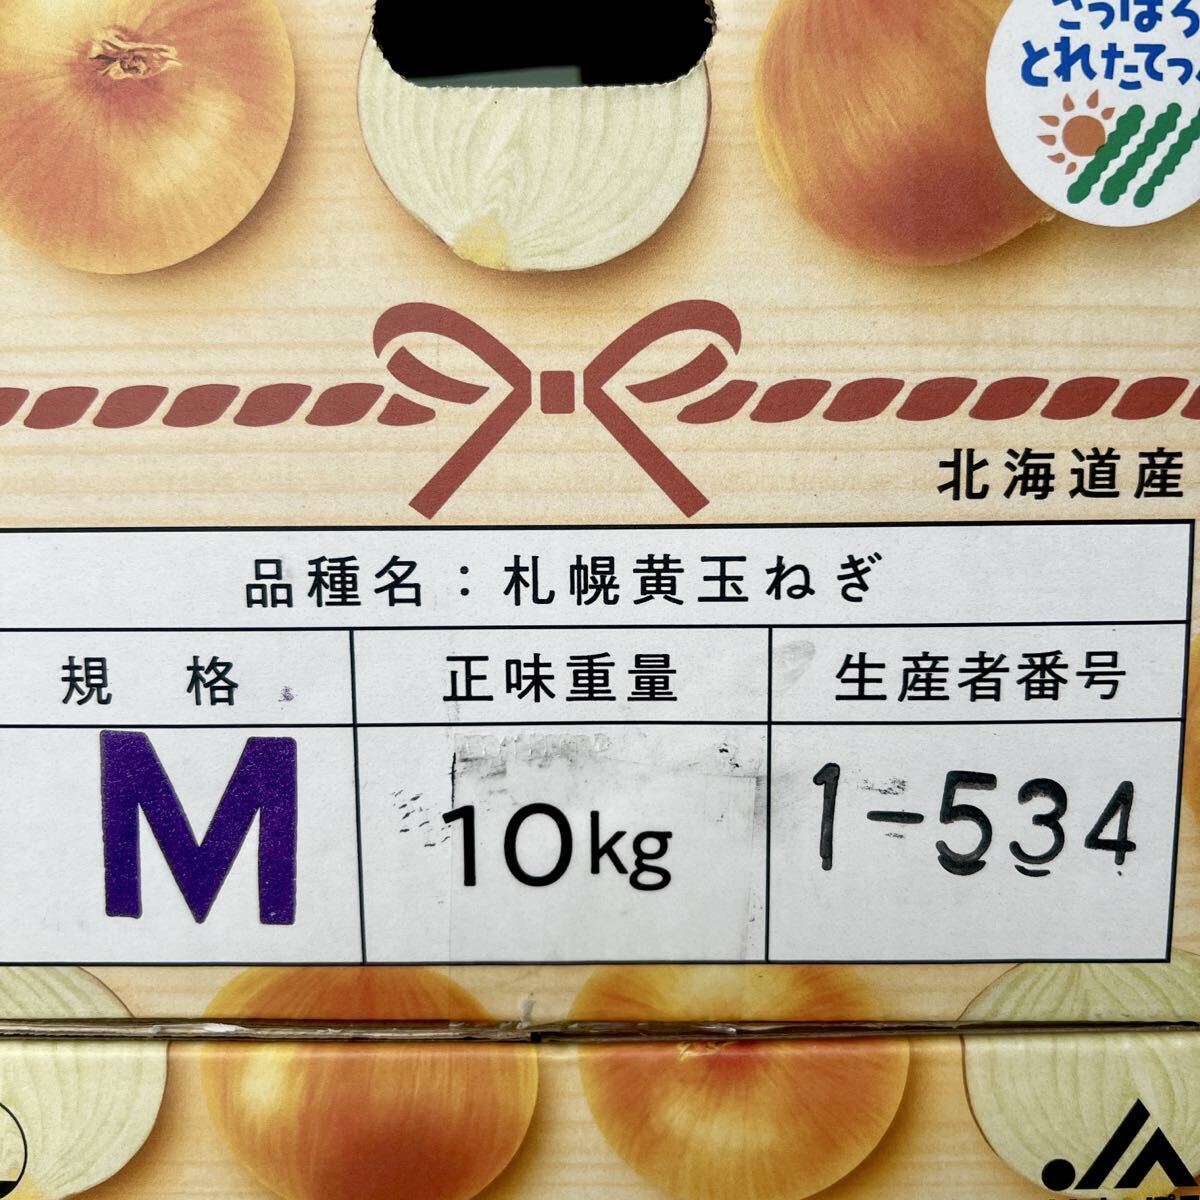 さっぽろ
とれたてっ
北海道産
品種名：札幌黄玉ねぎ
規格 正味重量 生産者番号
M 10kg 1-534
JA